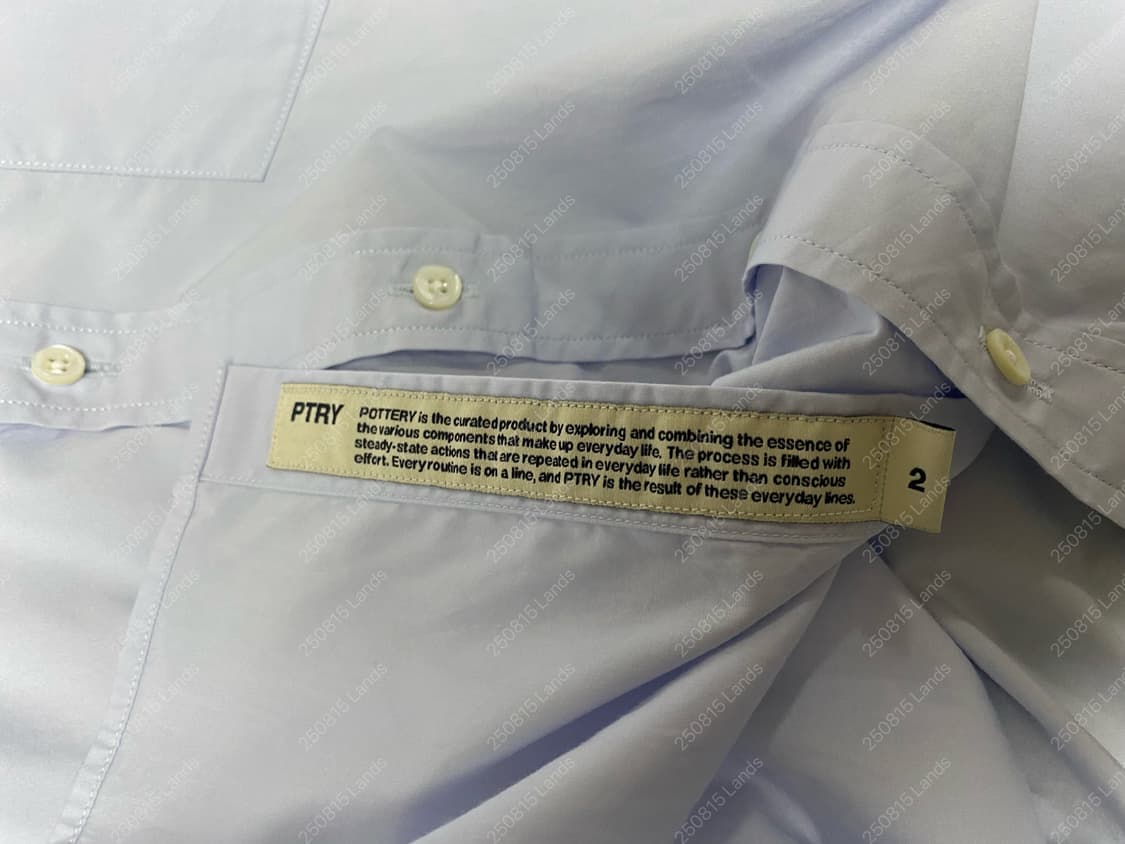 PTRY
POTTERY is the curated product by exploring and combining the essence of
the various components that make up everyday life. The process is filled with
steady-state actions that are repeated in everyday life rather than conscious
effort. Every routine is on a line, and PTRY is the result of these everyday lines.
2
250815 Lands